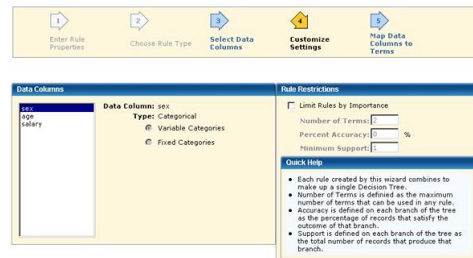 1
Enter Rule
Properties
2
Choose Rule Type
3
Select Data
Columns
4
Customize
Settings
5
Map Data
Columns to
Terms
Data Columns
sex
age
salary
Data Column: sex
Type: Categorical
Variable Categories
Fixed Categories
Rule Restrictions
Limit Rules by Importance
Number of Terms: 2
Percent Accuracy: 0 %
Minimum Support: 1
Quick Help
• Each rule created by this wizard combines to
make up a single Decision Tree.
• Number of Terms is definied as the maximum
number of terms that can be used in any rule.
• Accuracy is defined on each branch of the tree
as the percentage of records that satisfy the
outcome of that branch.
• Support is defined on each branch of the tree as
the total number of records that produce that
branch.